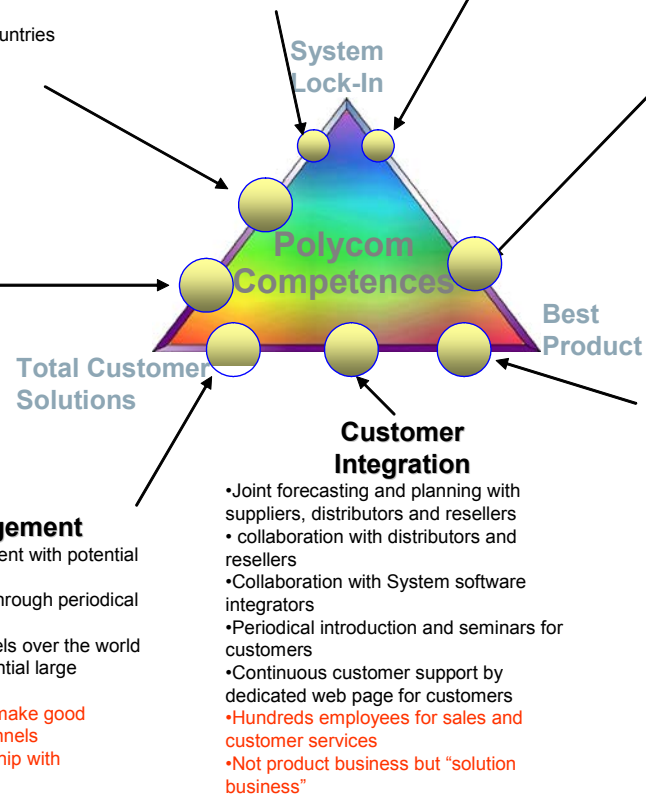 untries
System
Lock-In
Polycom
Competences
Best
Product
Total Customer
Solutions
Customer
Integration
•Joint forecasting and planning with
suppliers, distributors and resellers
• collaboration with distributors and
resellers
•Collaboration with System software
integrators
•Periodical introduction and seminars for
customers
•Continuous customer support by
dedicated web page for customers
•Hundreds employees for sales and
customer services
•Not product business but “solution
business”
gement
ent with potential
hrough periodical
els over the world
ntial large
make good
nnels
hip with